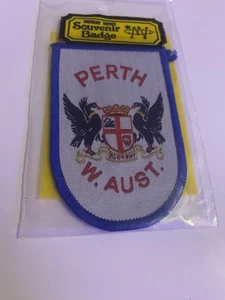 Souvenir
Badge
PERTH
FLOREAT
W. AUST.